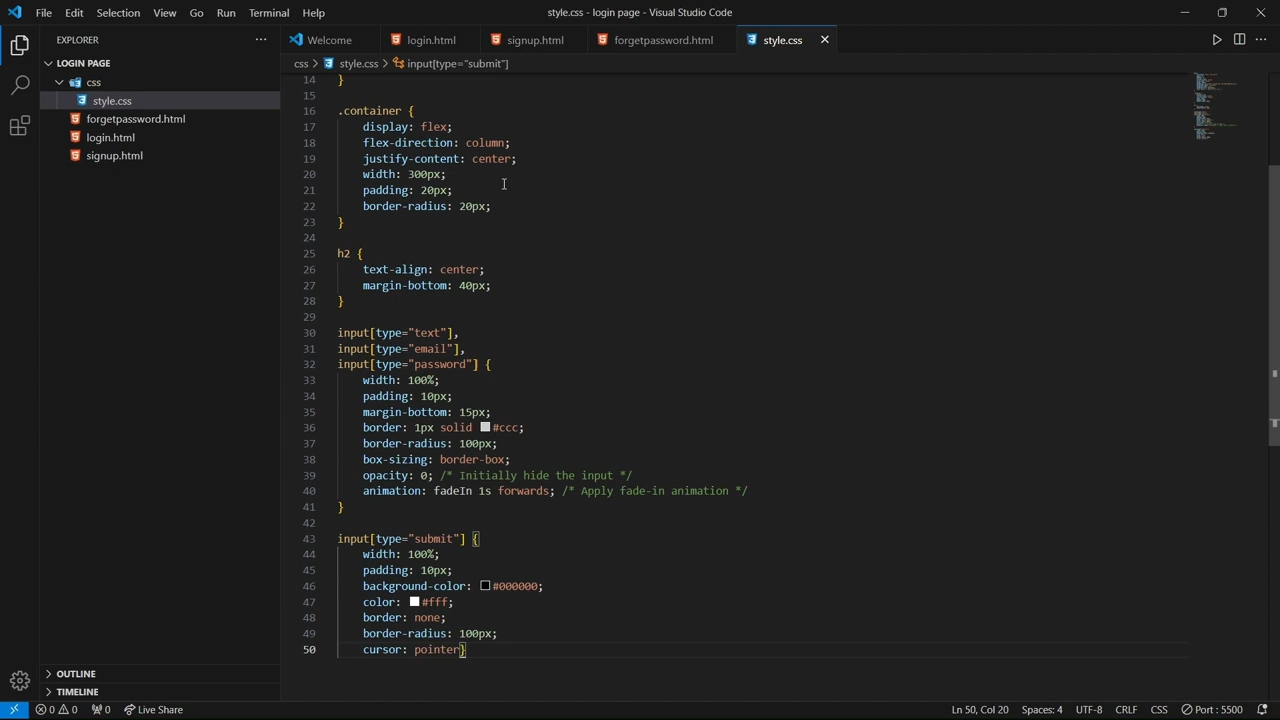 File Edit Selection View Go Run Terminal Help
style.css - login page - Visual Studio Code
EXPLORER
LOGIN PAGE
css
style.css
forgetpassword.html
login.html
signup.html
OUTLINE
TIMELINE
Welcome login.html signup.html forgetpassword.html style.css
css > style.css > input[type="submit"]
14 }
15
16 .container {
17 display: flex;
18 flex-direction: column;
19 justify-content: center;
20 width: 300px;
21 padding: 20px;
22 border-radius: 20px;
23 }
24
25 h2 {
26 text-align: center;
27 margin-bottom: 40px;
28 }
29
30 input[type="text"],
31 input[type="email"],
32 input[type="password"] {
33 width: 100%;
34 padding: 10px;
35 margin-bottom: 15px;
36 border: 1px solid #ccc;
37 border-radius: 100px;
38 box-sizing: border-box;
39 opacity: 0; /* Initially hide the input */
40 animation: fadeIn 1s forwards; /* Apply fade-in animation */
41 }
42
43 input[type="submit"] {
44 width: 100%;
45 padding: 10px;
46 background-color: #000000;
47 color: #fff;
48 border: none;
49 border-radius: 100px;
50 cursor: pointer}
0 0 0 Live Share Ln 50, Col 20 Spaces: 4 UTF-8 CRLF CSS Port : 5500